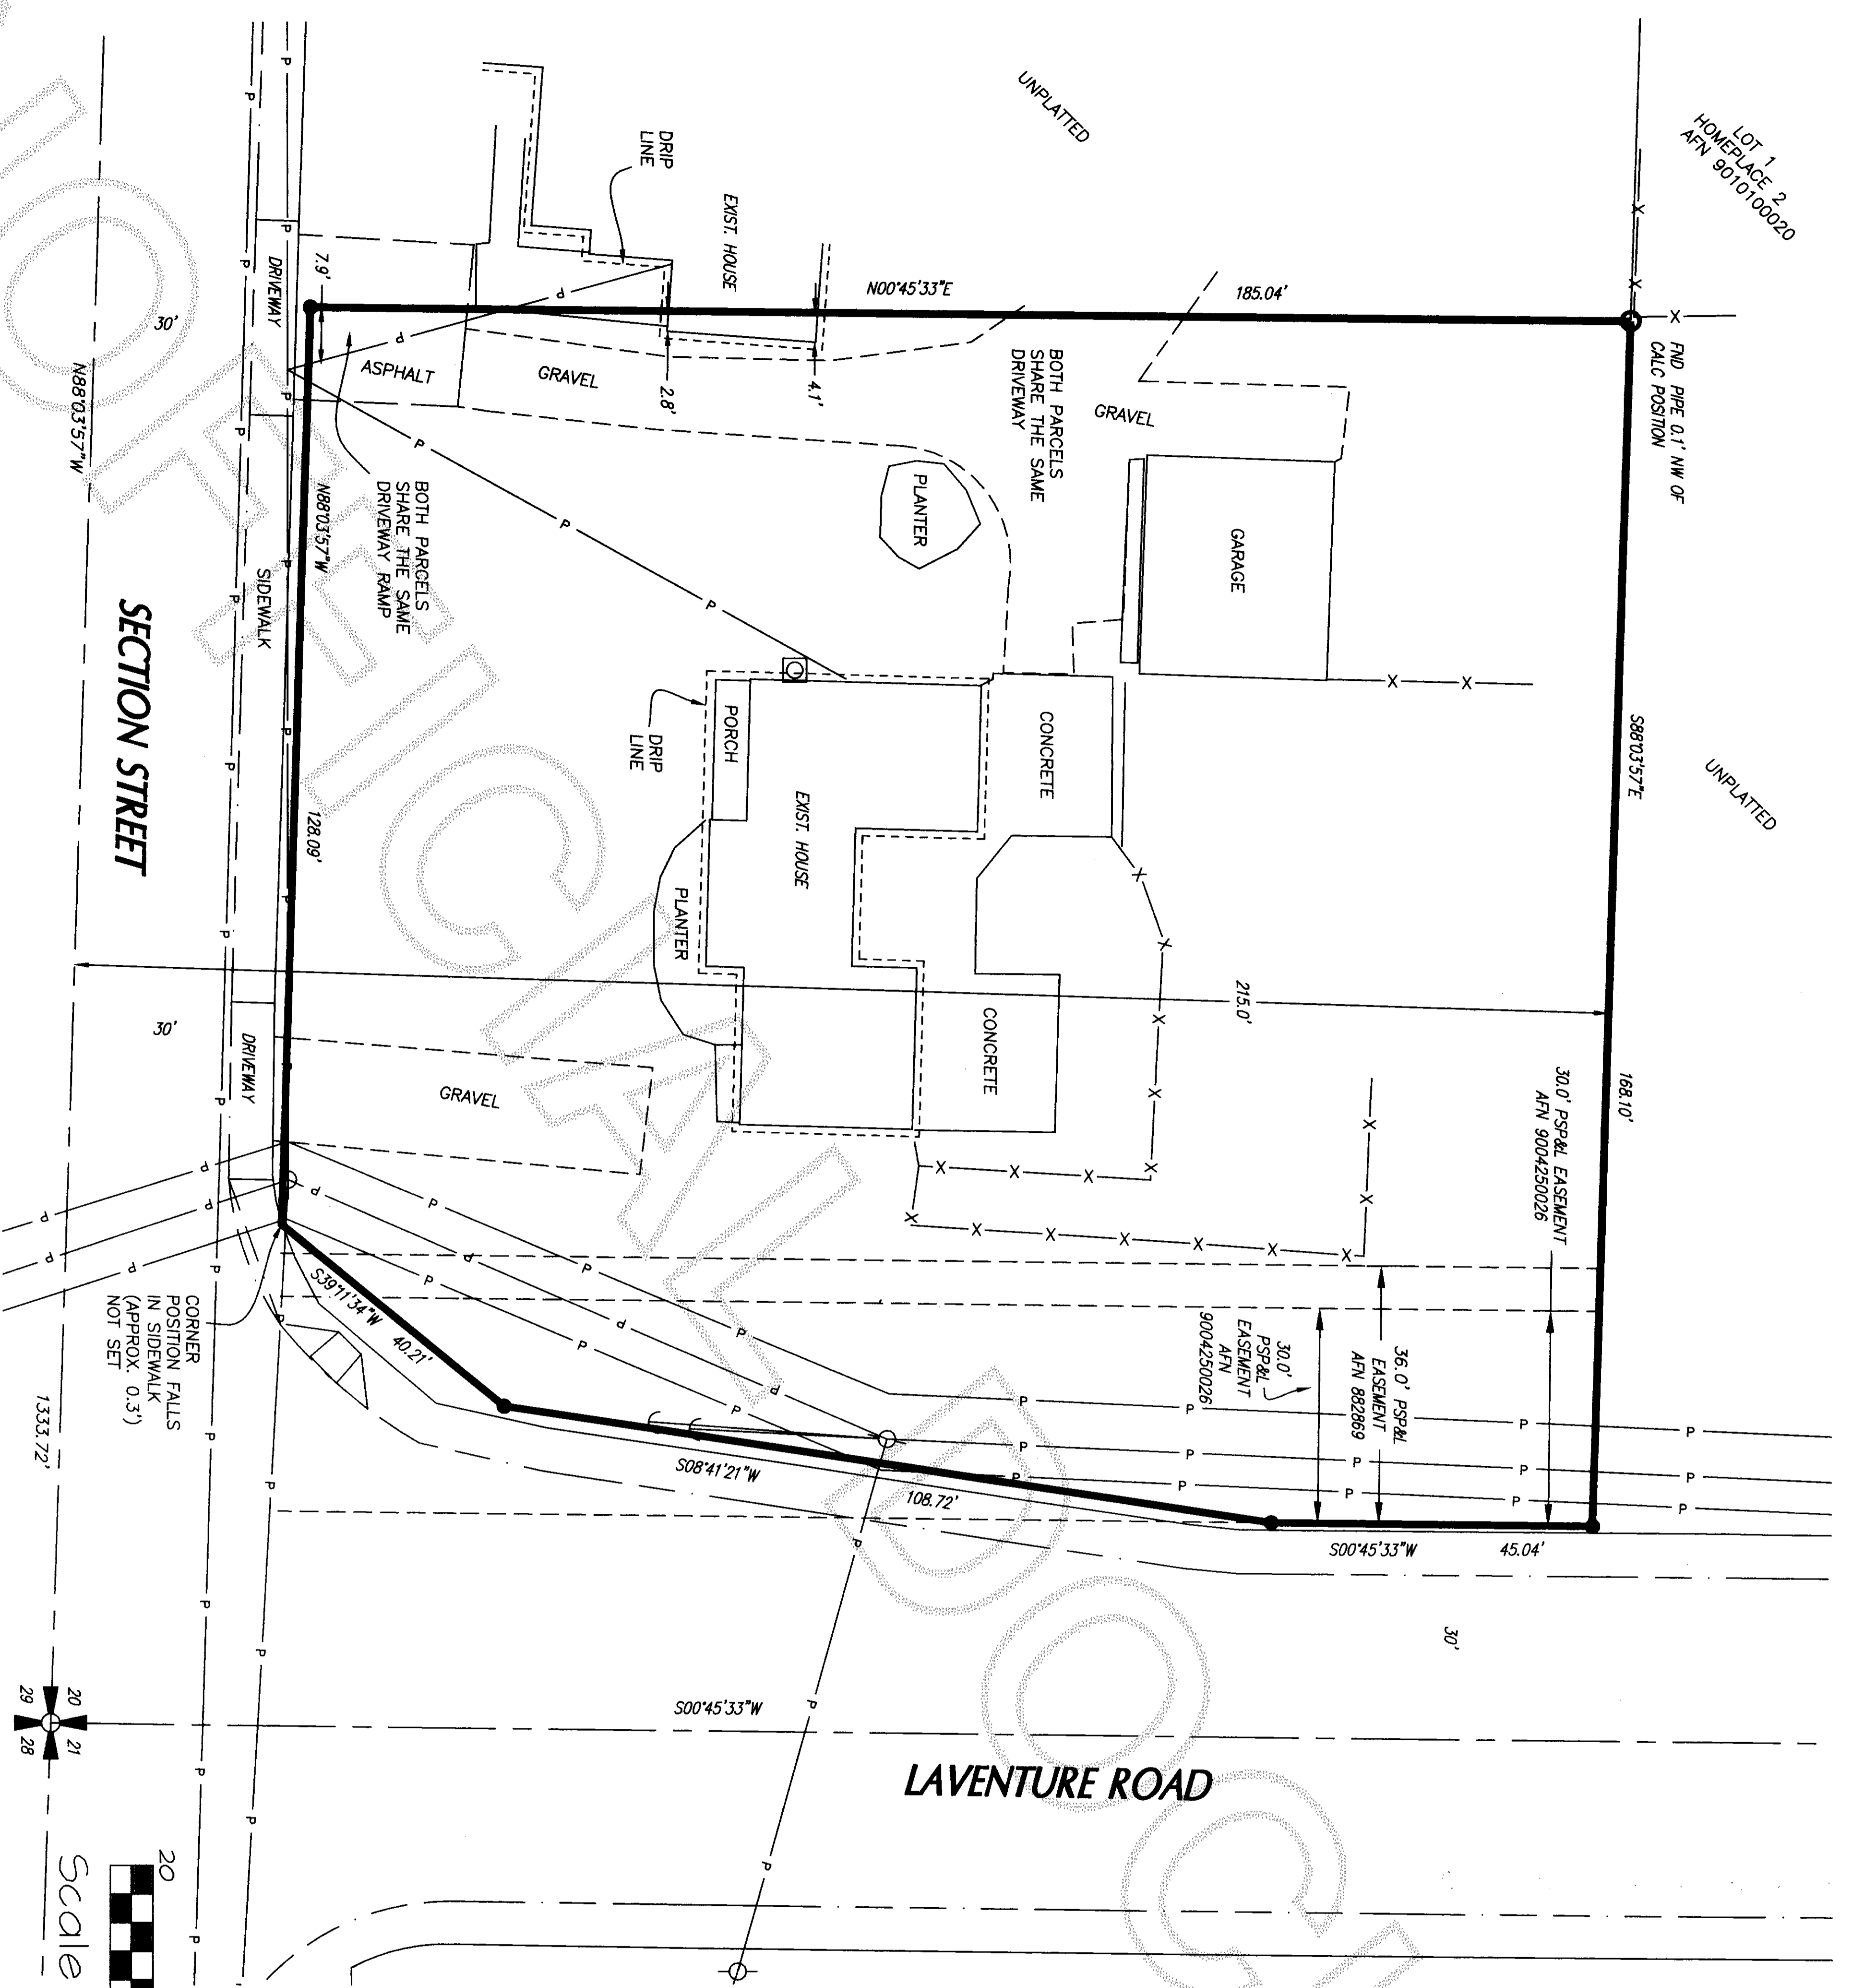 LOT 1
HOMEPLACE 2
AFN 9010100020
UNPLATTED
FND PIPE 0.1' NW OF
CALC POSITION
N00°45'33"E
185.04'
S88°03'57"E
168.10'
UNPLATTED
DRIP
LINE
EXIST. HOUSE
4.1'
2.8'
7.9'
ASPHALT
GRAVEL
BOTH PARCELS
SHARE THE SAME
DRIVEWAY
GRAVEL
GARAGE
PLANTER
BOTH PARCELS
SHARE THE SAME
DRIVEWAY RAMP
DRIVEWAY
SIDEWALK
N88°03'57"W
128.09'
30'
N88°03'57"W
SECTION STREET
DRIP
LINE
PORCH
EXIST. HOUSE
CONCRETE
PLANTER
CONCRETE
215.0'
GRAVEL
DRIVEWAY
30'
30.0' PSP&L EASEMENT
AFN 9004250026
36.0' PSP&L
EASEMENT
AFN 882869
30.0'
PSP&L
EASEMENT
AFN
9004250026
S39°11'34"W
40.21'
CORNER
POSITION FALLS
IN SIDEWALK
(APPROX. 0.3')
NOT SET
S08°41'21"W
108.72'
S00°45'33"W
45.04'
30'
1333.72'
S00°45'33"W
LAVENTURE ROAD
20
21
29
28
20
Scale
OFFICIAL DOC